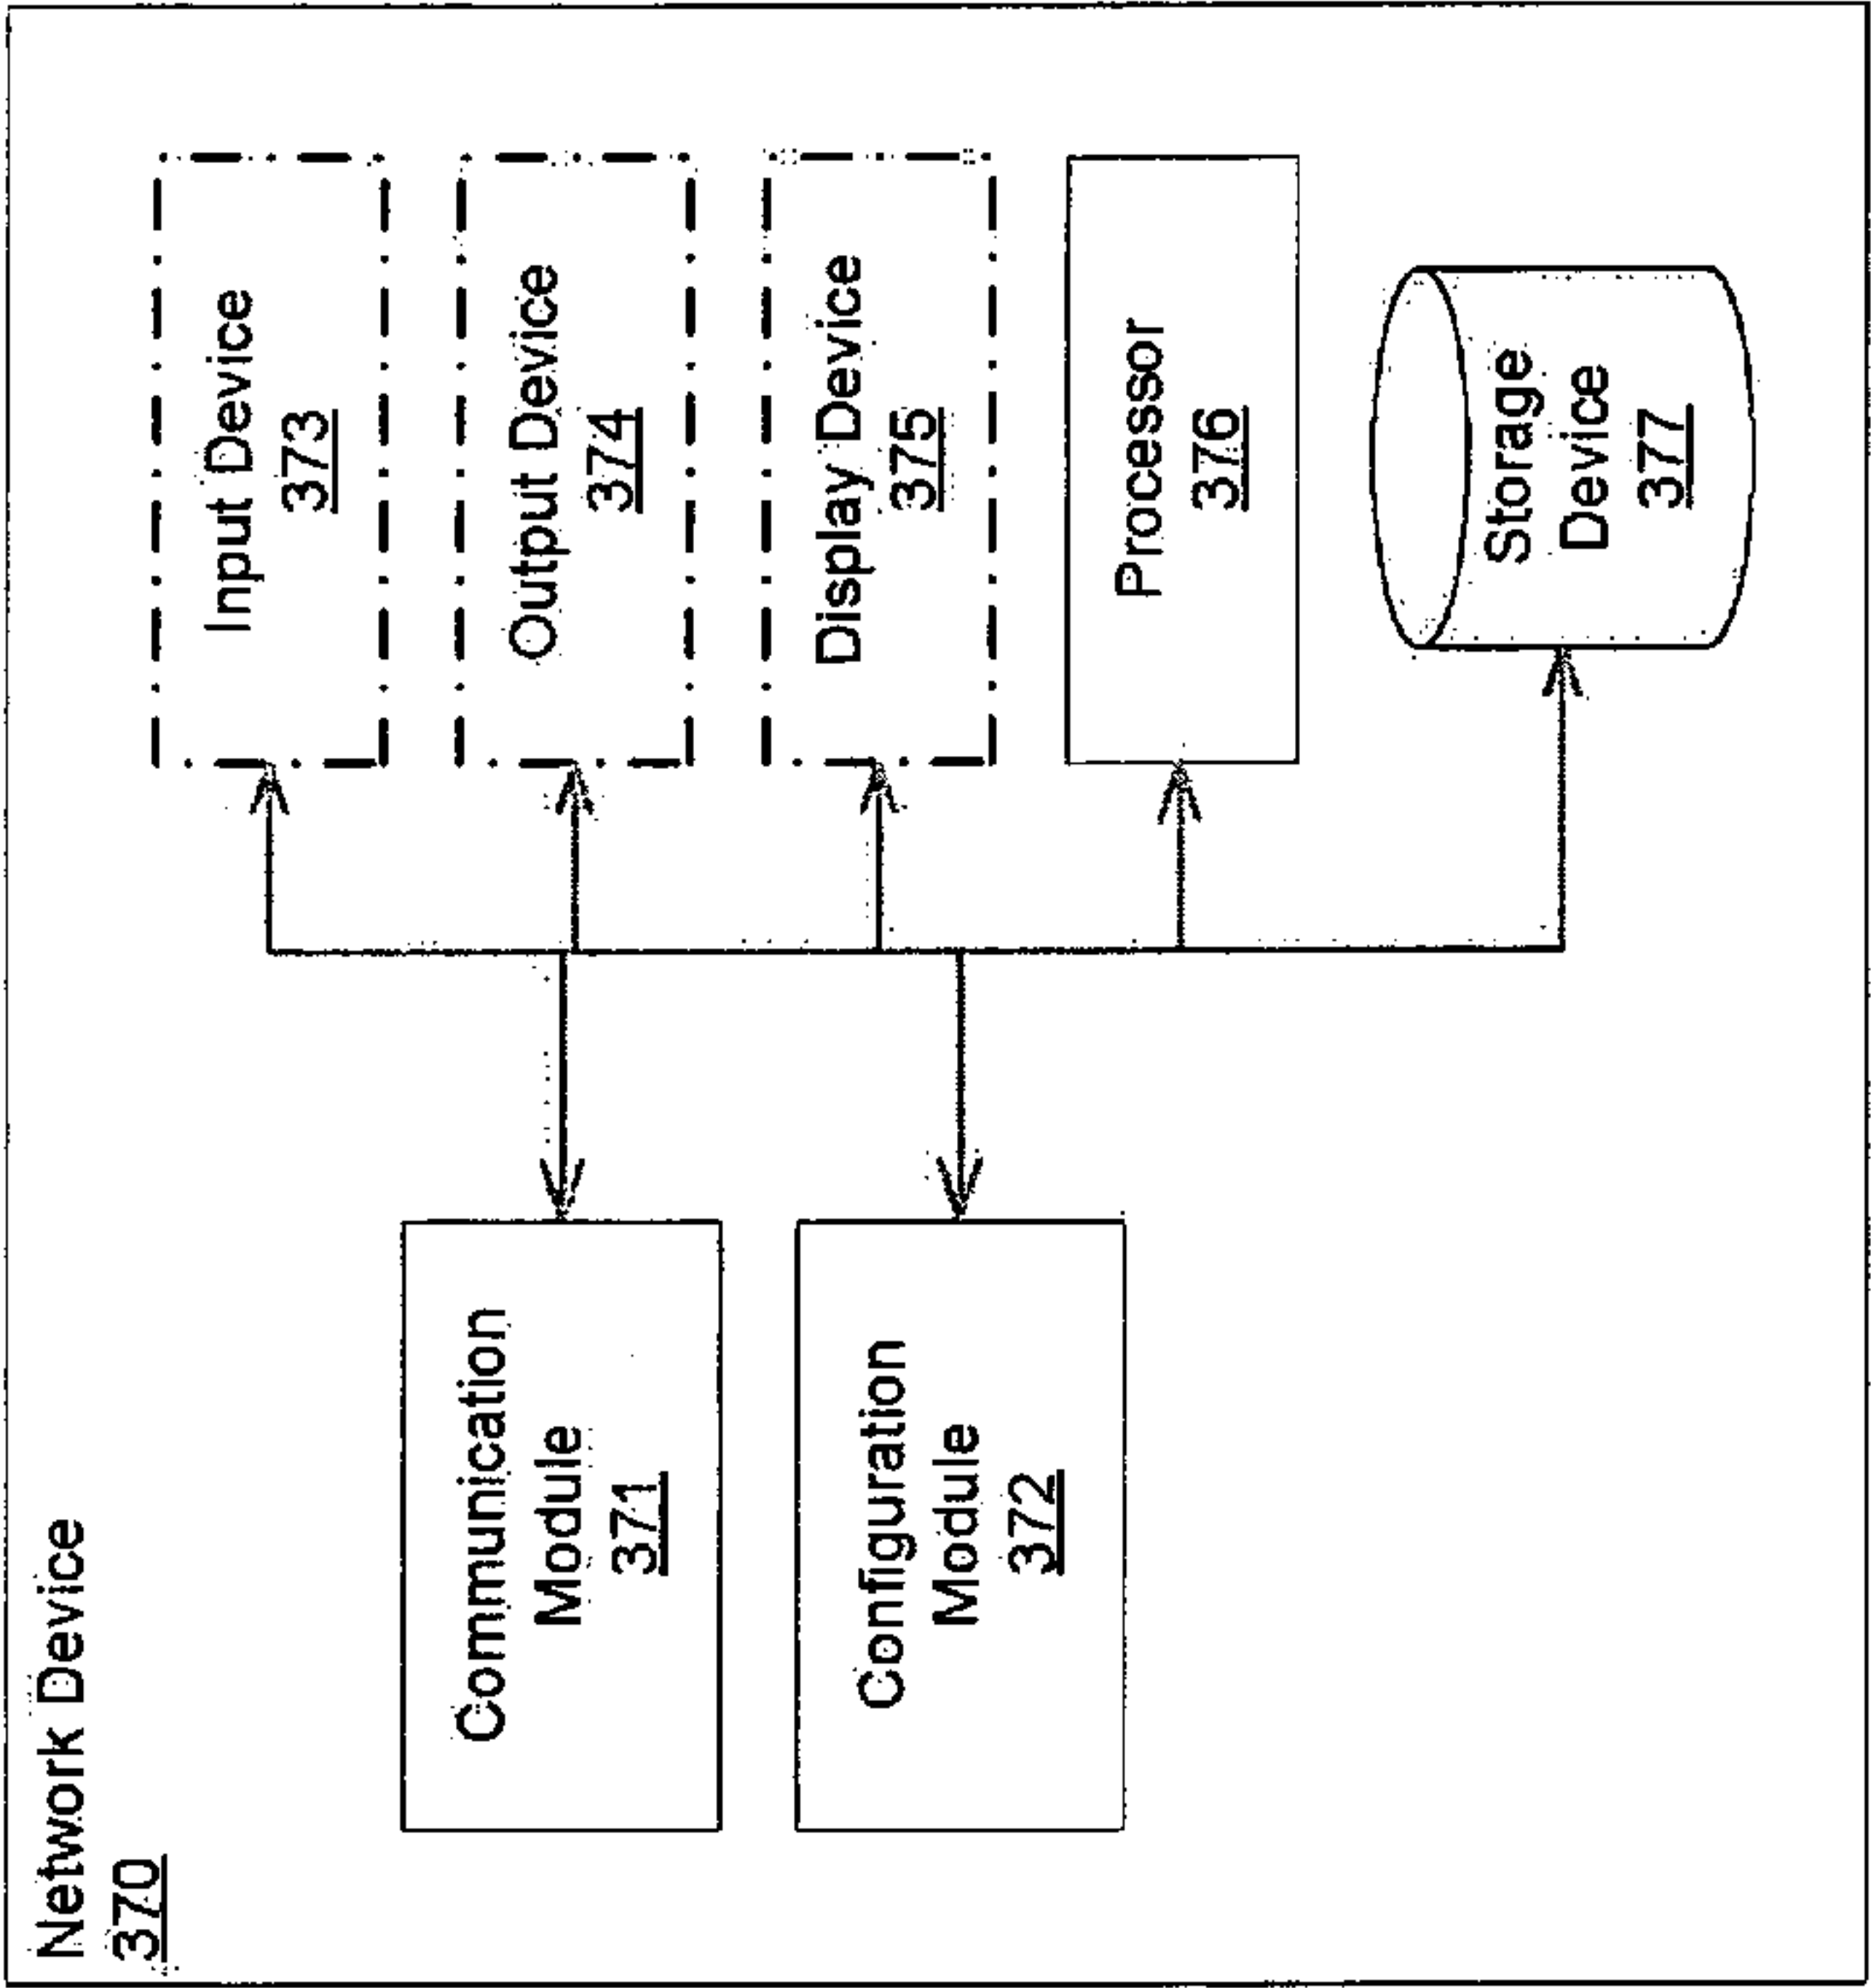 Network Device
370
Communication
Module
371
Configuration
Module
372
Input Device
373
Output Device
374
Display Device
375
Processor
376
Storage
Device
377